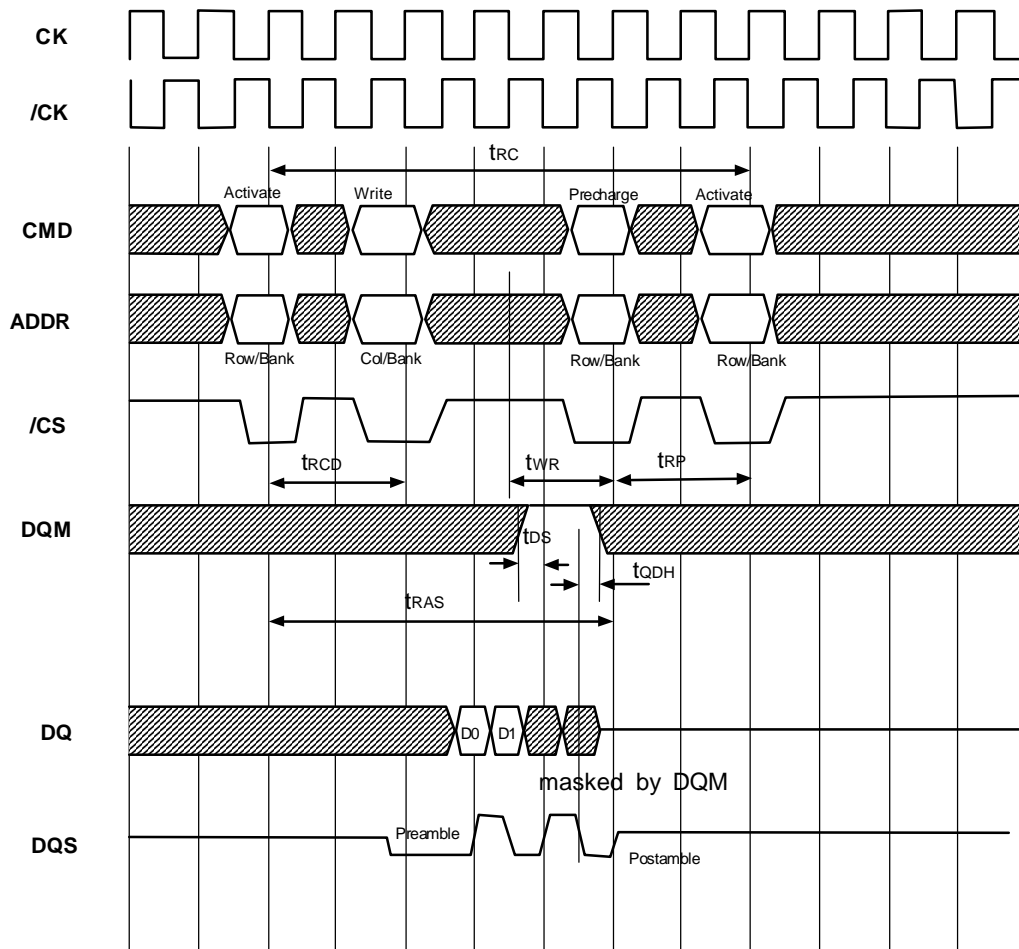 CK
/CK
tRC
Activate Write Precharge Activate
CMD
ADDR
Row/Bank Col/Bank Row/Bank Row/Bank
/CS
tRCD tWR tRP
DQM
tDS
tQDH
tRAS
DQ D0 D1
masked by DQM
DQS Preamble
Postamble